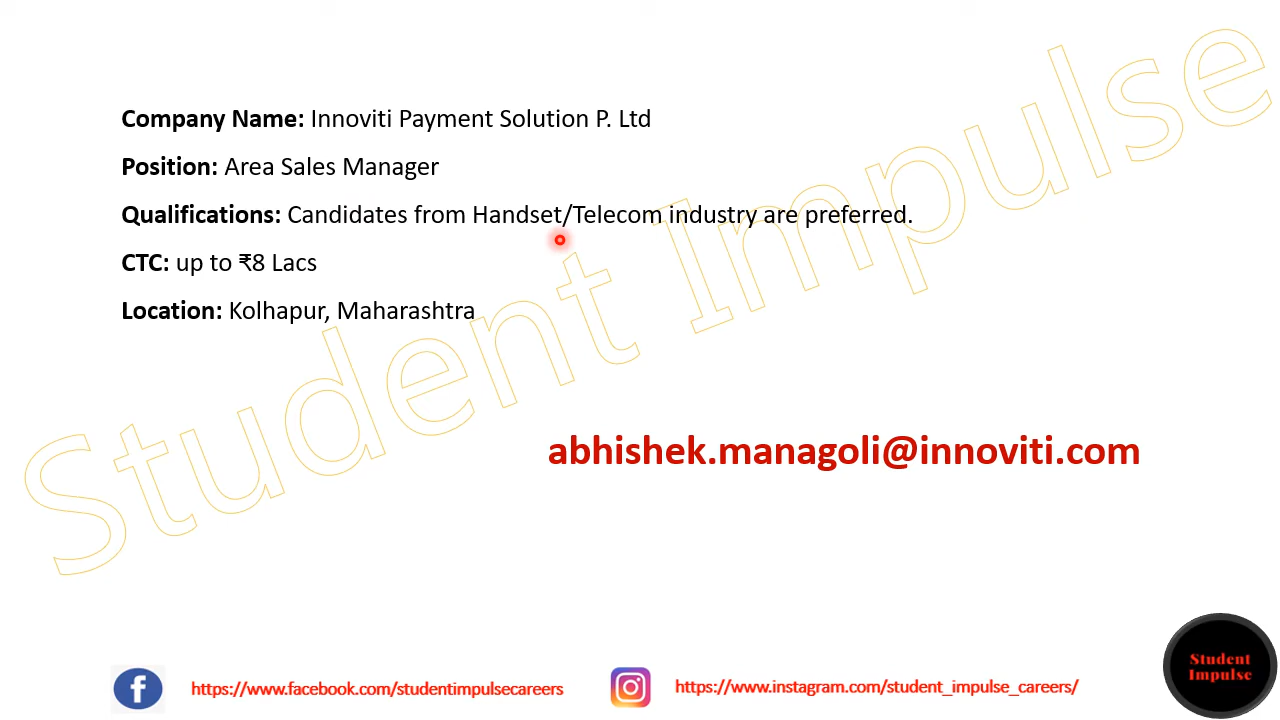 Company Name: Innoviti Payment Solution P. Ltd
Position: Area Sales Manager
Qualifications: Candidates from Handset/Telecom industry are preferred.
CTC: up to ₹8 Lacs
Location: Kolhapur, Maharashtra
Student Impulse
abhishek.managoli@innoviti.com
https://www.facebook.com/studentimpulsecareers
https://www.instagram.com/student_impulse_careers/
Student
Impulse